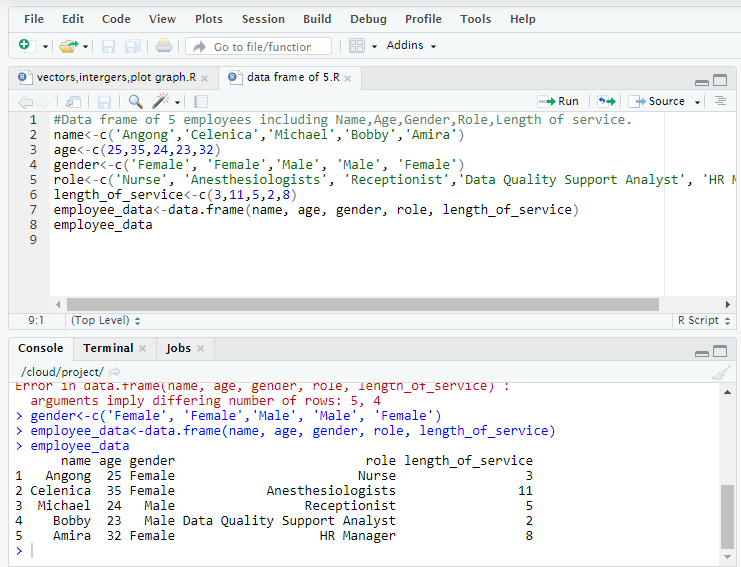 File Edit Code View Plots Session Build Debug Profile Tools Help
Go to file/function Addins
vectors,intergers,plot graph.R data frame of 5.R
Run Source
1 #Data frame of 5 employees including Name,Age,Gender,Role,Length of service.
2 name<-c('Angong','Celenica','Michael','Bobby','Amira')
3 age<-c(25,35,24,23,32)
4 gender<-c('Female', 'Female','Male', 'Male', 'Female')
5 role<-c('Nurse', 'Anesthesiologists', 'Receptionist','Data Quality Support Analyst', 'HR
6 length_of_service<-c(3,11,5,2,8)
7 employee_data<-data.frame(name, age, gender, role, length_of_service)
8 employee_data
9
9:1 (Top Level) R Script
Console Terminal Jobs
/cloud/project/
Error in data.frame(name, age, gender, role, length_of_service) :
arguments imply differing number of rows: 5, 4
> gender<-c('Female', 'Female','Male', 'Male', 'Female')
> employee_data<-data.frame(name, age, gender, role, length_of_service)
> employee_data
name age gender role length_of_service
1 Angong 25 Female Nurse 3
2 Celenica 35 Female Anesthesiologists 11
3 Michael 24 Male Receptionist 5
4 Bobby 23 Male Data Quality Support Analyst 2
5 Amira 32 Female HR Manager 8
>